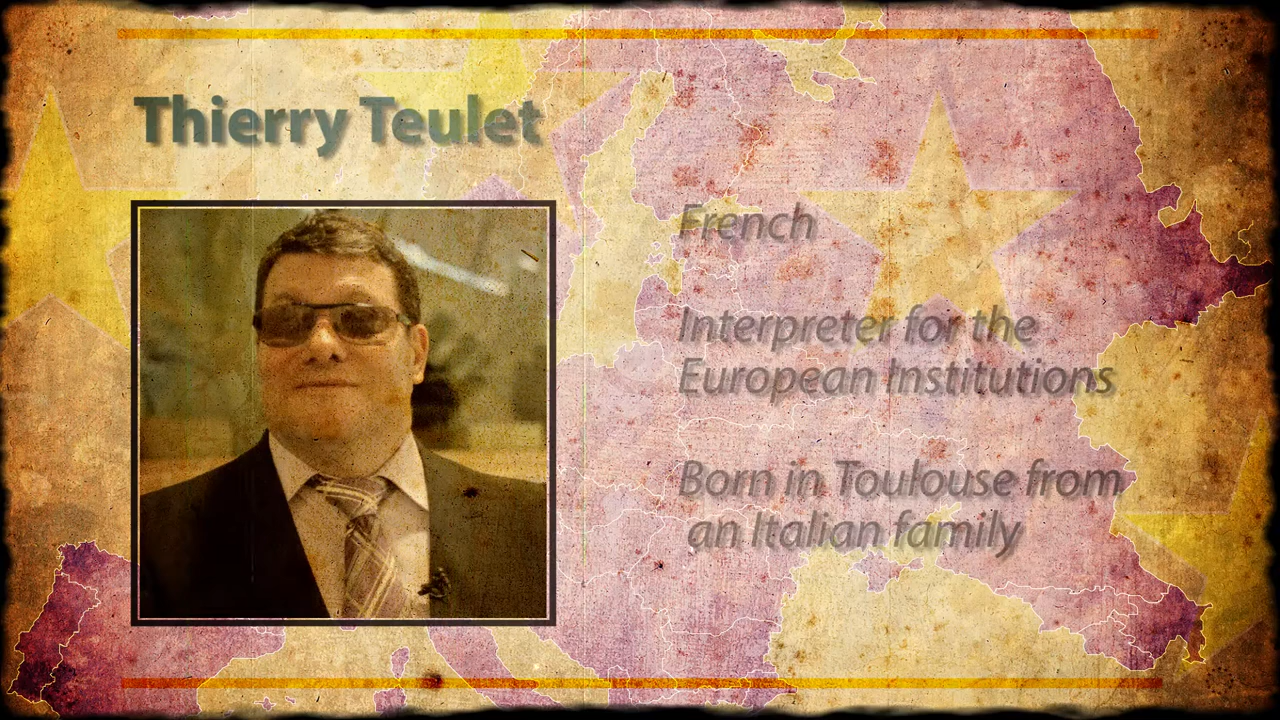 Thierry Teulet
French
Interpreter for the
European Institutions
Born in Toulouse from
an Italian family